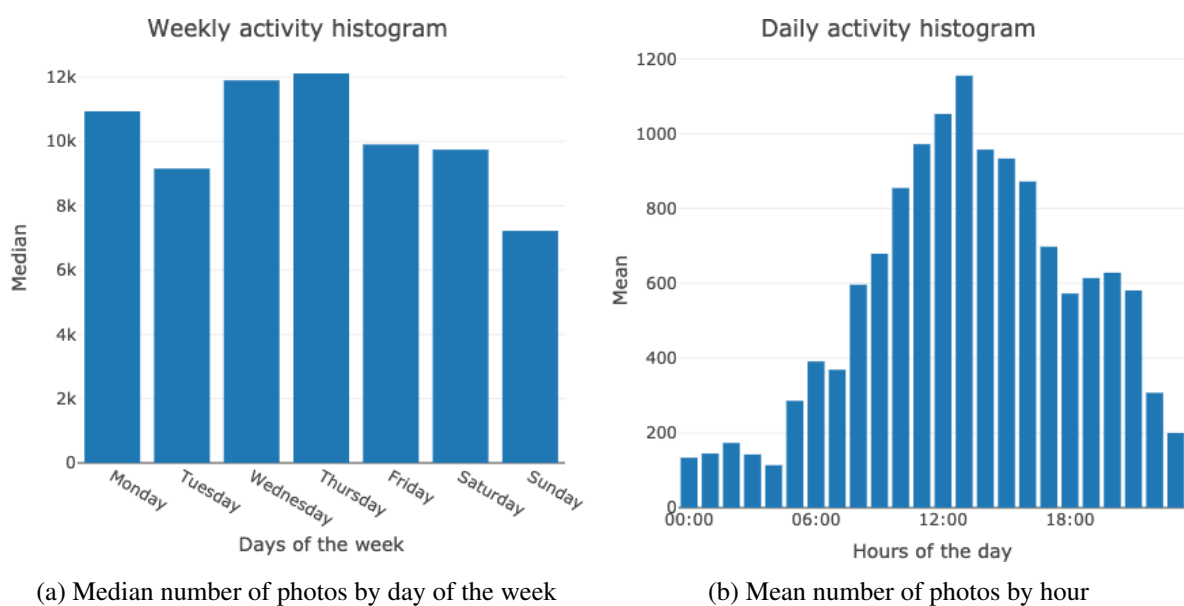 Weekly activity histogram
12k
10k
8k
6k
4k
2k
0
Median
Monday
Tuesday
Wednesday
Thursday
Friday
Saturday
Sunday
Days of the week
(a) Median number of photos by day of the week
Daily activity histogram
1200
1000
800
600
400
200
0
Mean
00:00
06:00
12:00
18:00
Hours of the day
(b) Mean number of photos by hour